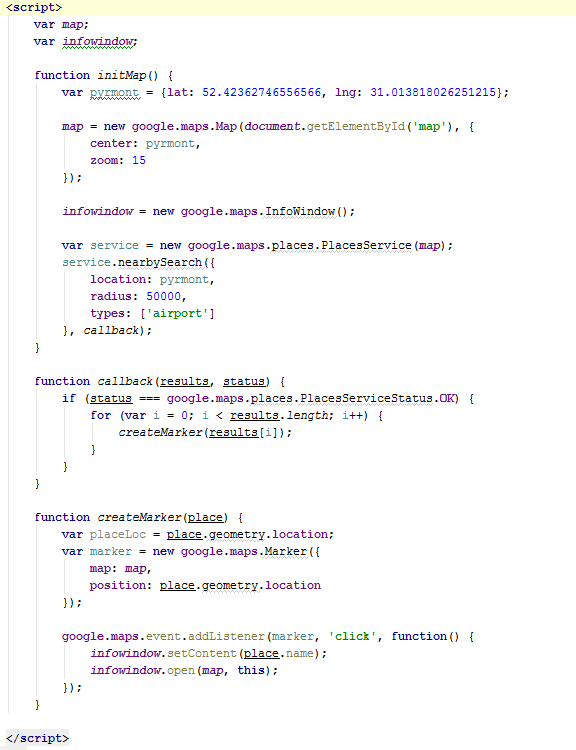 <script>
var map;
var infowindow;
function initMap() {
var pyrmont = {lat: 52.42362746556566, lng: 31.013818026251215};
map = new google.maps.Map(document.getElementById('map'), {
center: pyrmont,
zoom: 15
});
infowindow = new google.maps.InfoWindow();
var service = new google.maps.places.PlacesService(map);
service.nearbySearch({
location: pyrmont,
radius: 50000,
types: ['airport']
}, callback);
}
function callback(results, status) {
if (status === google.maps.places.PlacesServiceStatus.OK) {
for (var i = 0; i < results.length; i++) {
createMarker(results[i]);
}
}
}
function createMarker(place) {
var placeLoc = place.geometry.location;
var marker = new google.maps.Marker({
map: map,
position: place.geometry.location
});
google.maps.event.addListener(marker, 'click', function() {
infowindow.setContent(place.name);
infowindow.open(map, this);
});
}
</script>